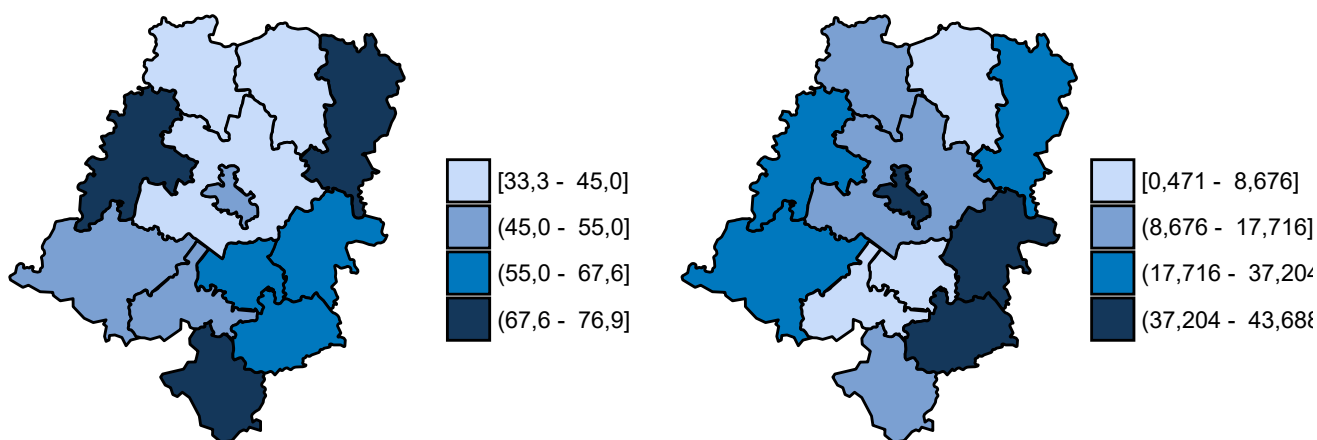 [33,3 - 45,0]
(45,0 - 55,0]
(55,0 - 67,6]
(67,6 - 76,9]
[0,471 - 8,676]
(8,676 - 17,716]
(17,716 - 37,204
(37,204 - 43,688